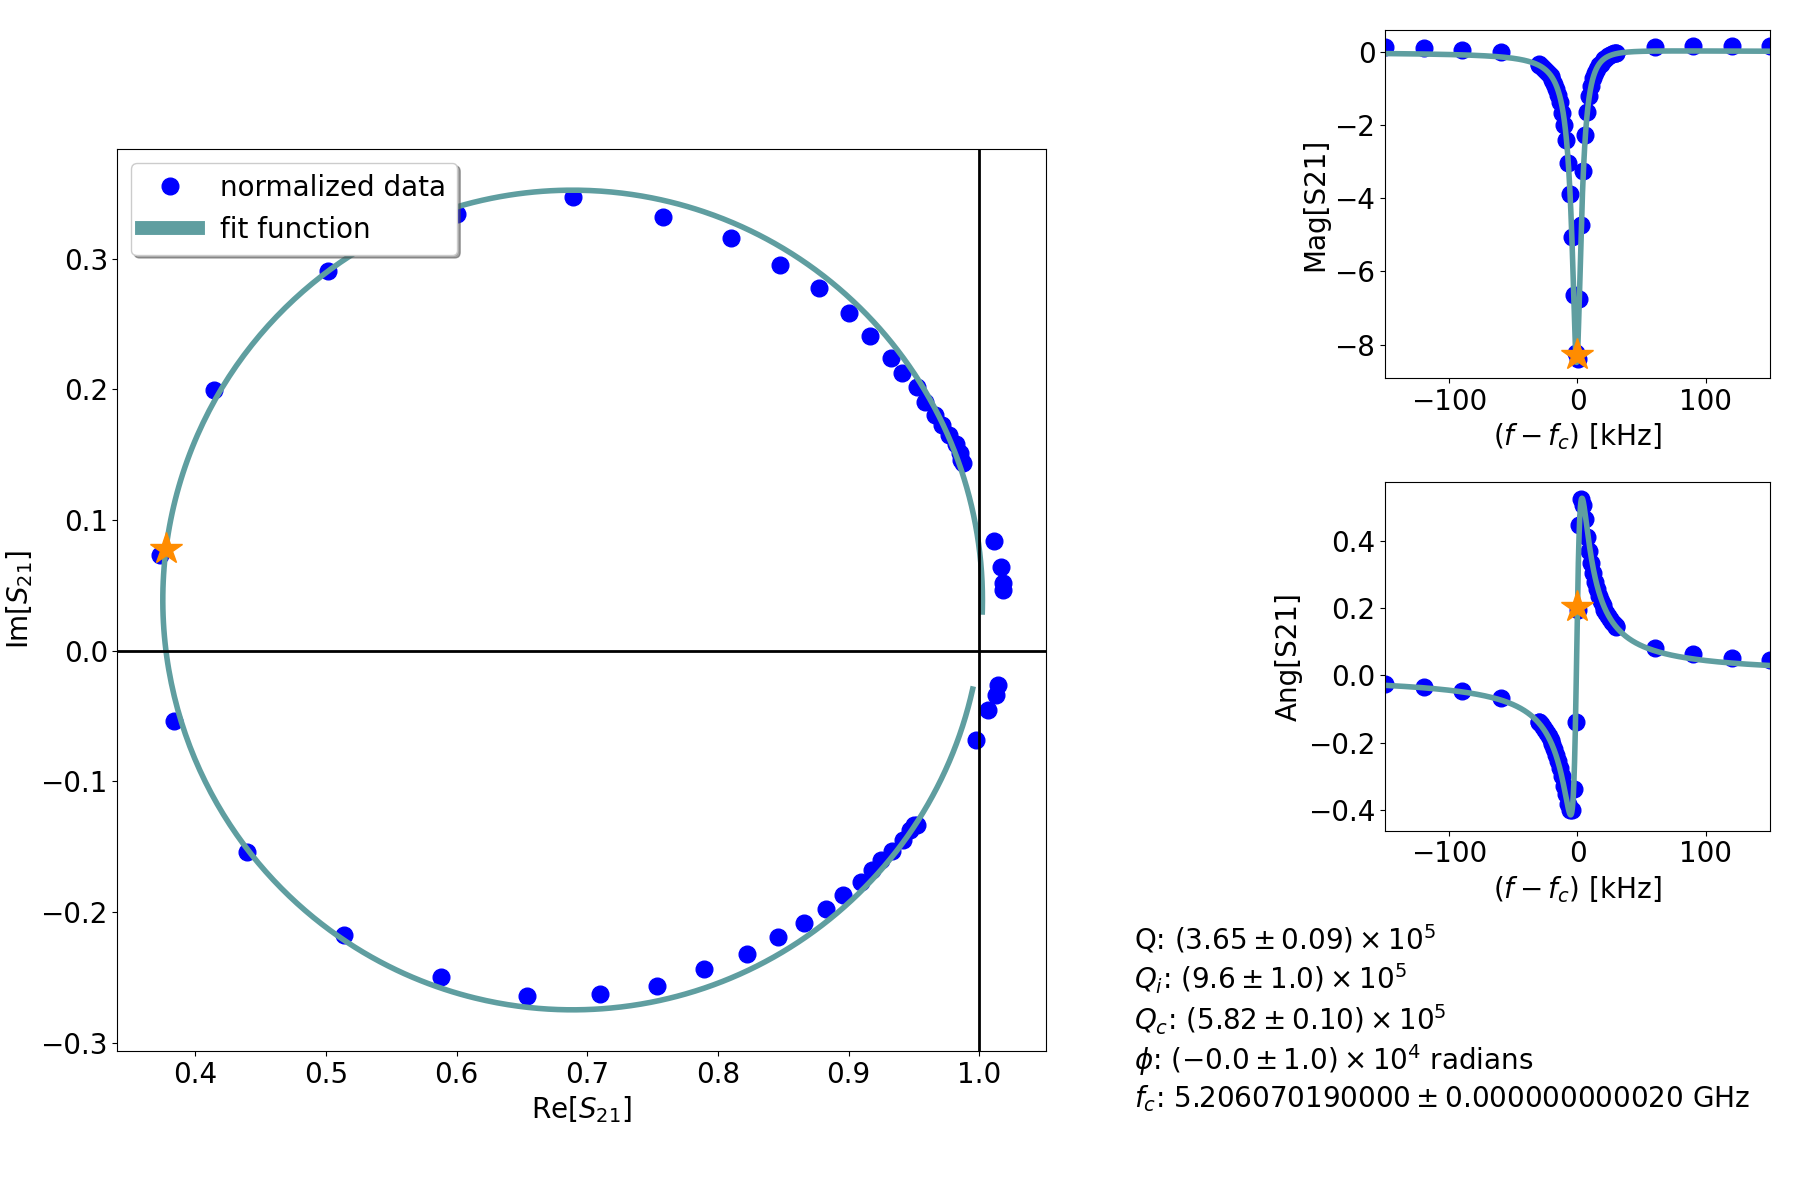 normalized data
fit function
0.3
0.2
0.1
0.0
−0.1
−0.2
−0.3
0.4 0.5 0.6 0.7 0.8 0.9 1.0
Im[S21]
Re[S21]
0
−2
−4
−6
−8
Mag[S21]
−100 0 100
(f − fc) [kHz]
0.4
0.2
0.0
−0.2
−0.4
Ang[S21]
−100 0 100
(f − fc) [kHz]
Q: (3.65 ± 0.09) × 10^5
Qi: (9.6 ± 1.0) × 10^5
Qc: (5.82 ± 0.10) × 10^5
ϕ: (−0.0 ± 1.0) × 10^4 radians
fc: 5.206070190000 ± 0.000000000020 GHz